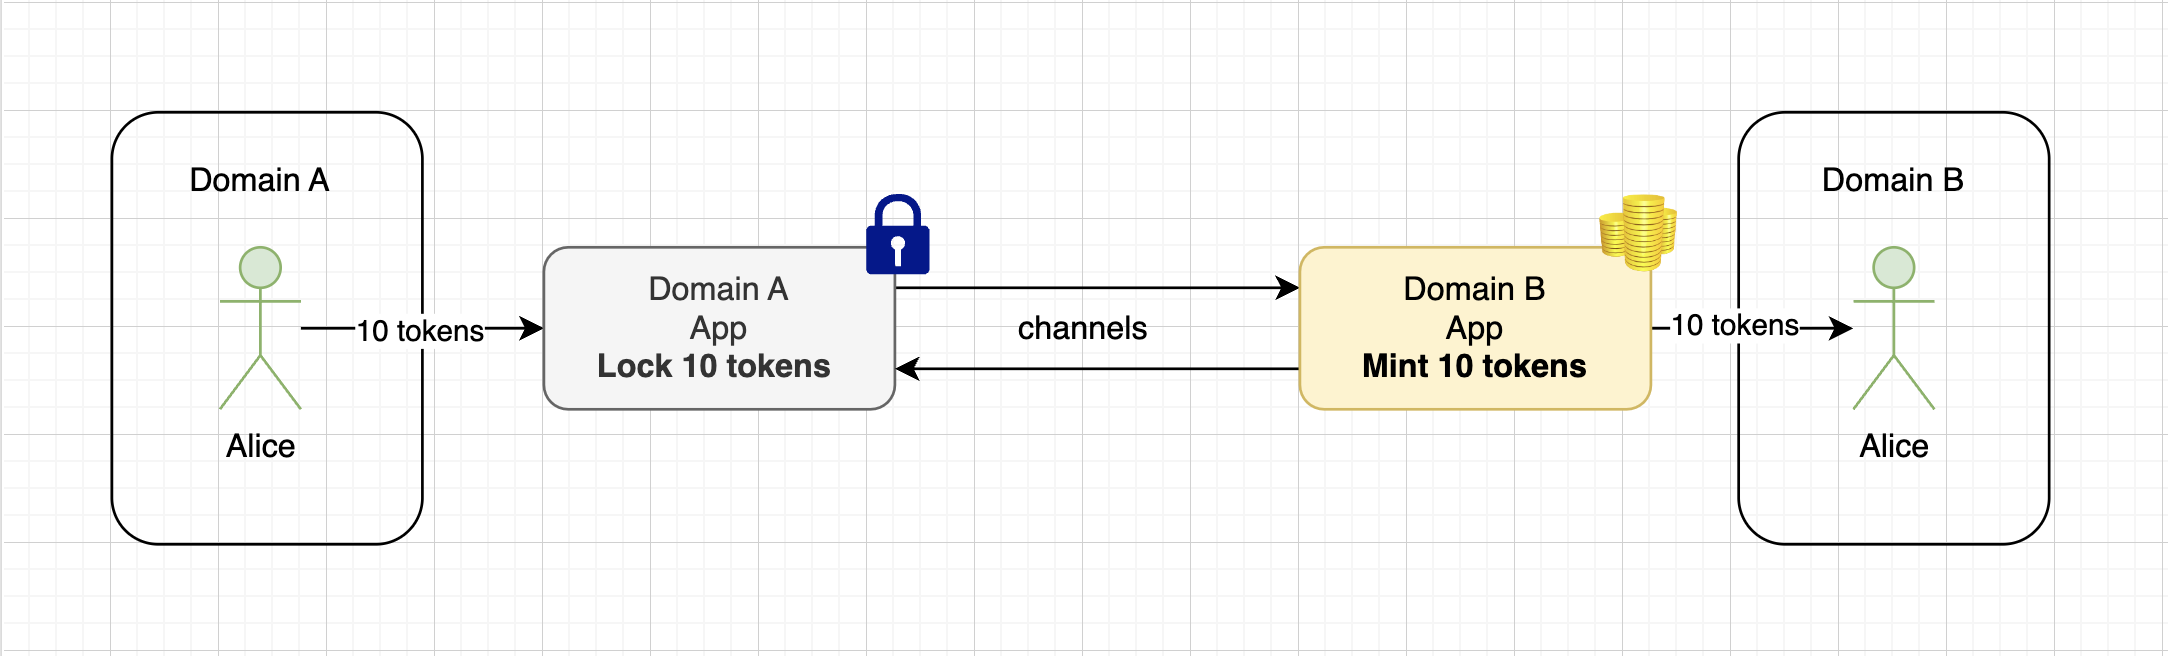 Domain A
Alice
10 tokens
Domain A
App
Lock 10 tokens
channels
Domain B
App
Mint 10 tokens
10 tokens
Domain B
Alice